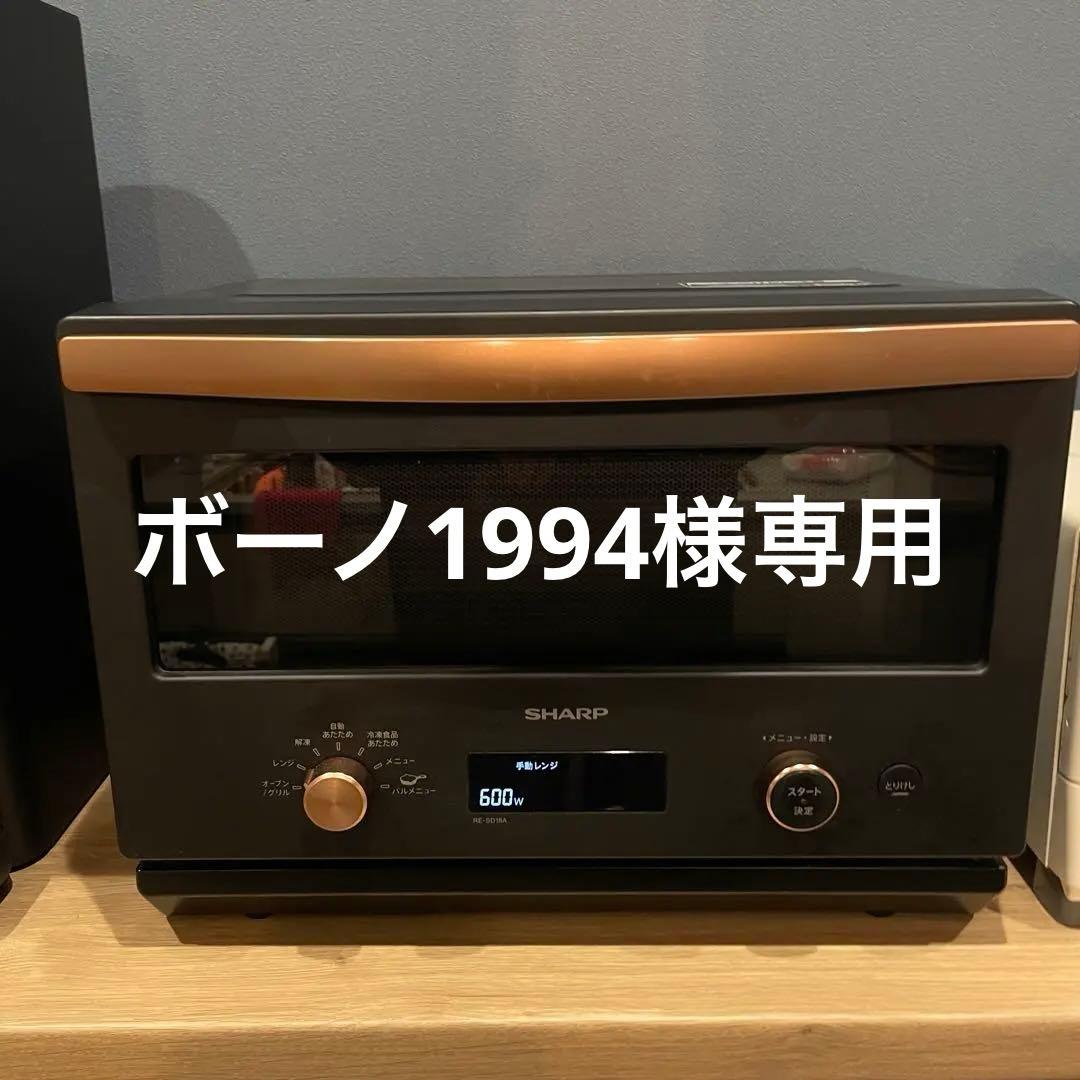 ボーノ1994様専用
SHARP
自動
あたため
解凍
冷凍食品
あたため
レンジ
メニュー
オーブン
/グリル
バルメニュー
手動レンジ
600W
RE-SD18A
メニュー・設定
スタート
決定
とりけし